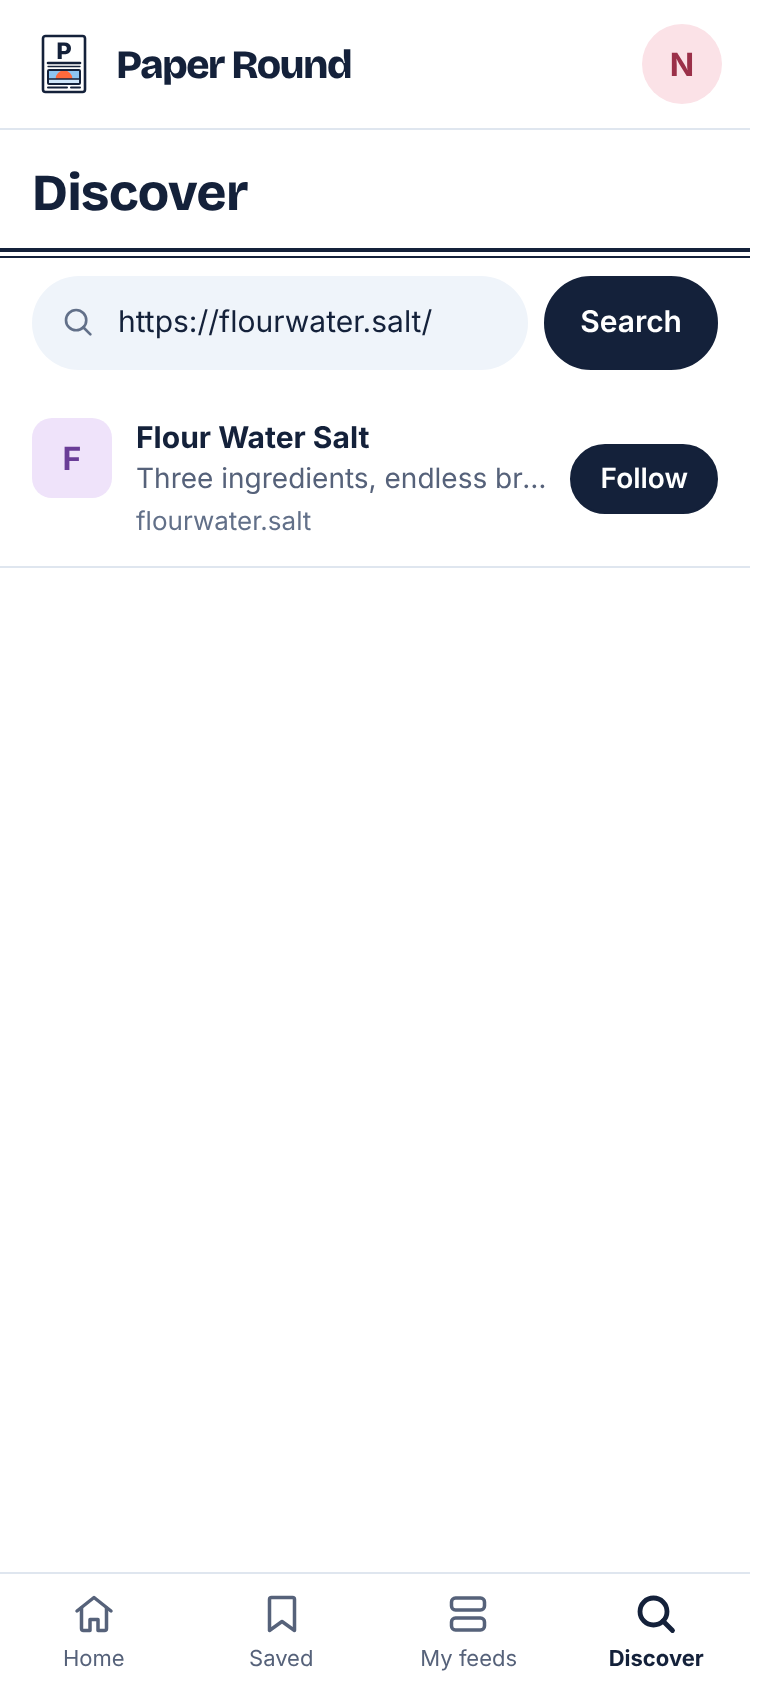 P
Paper Round
N
Discover
https://flourwater.salt/
Search
F
Flour Water Salt
Three ingredients, endless br...
flourwater.salt
Follow
Home
Saved
My feeds
Discover